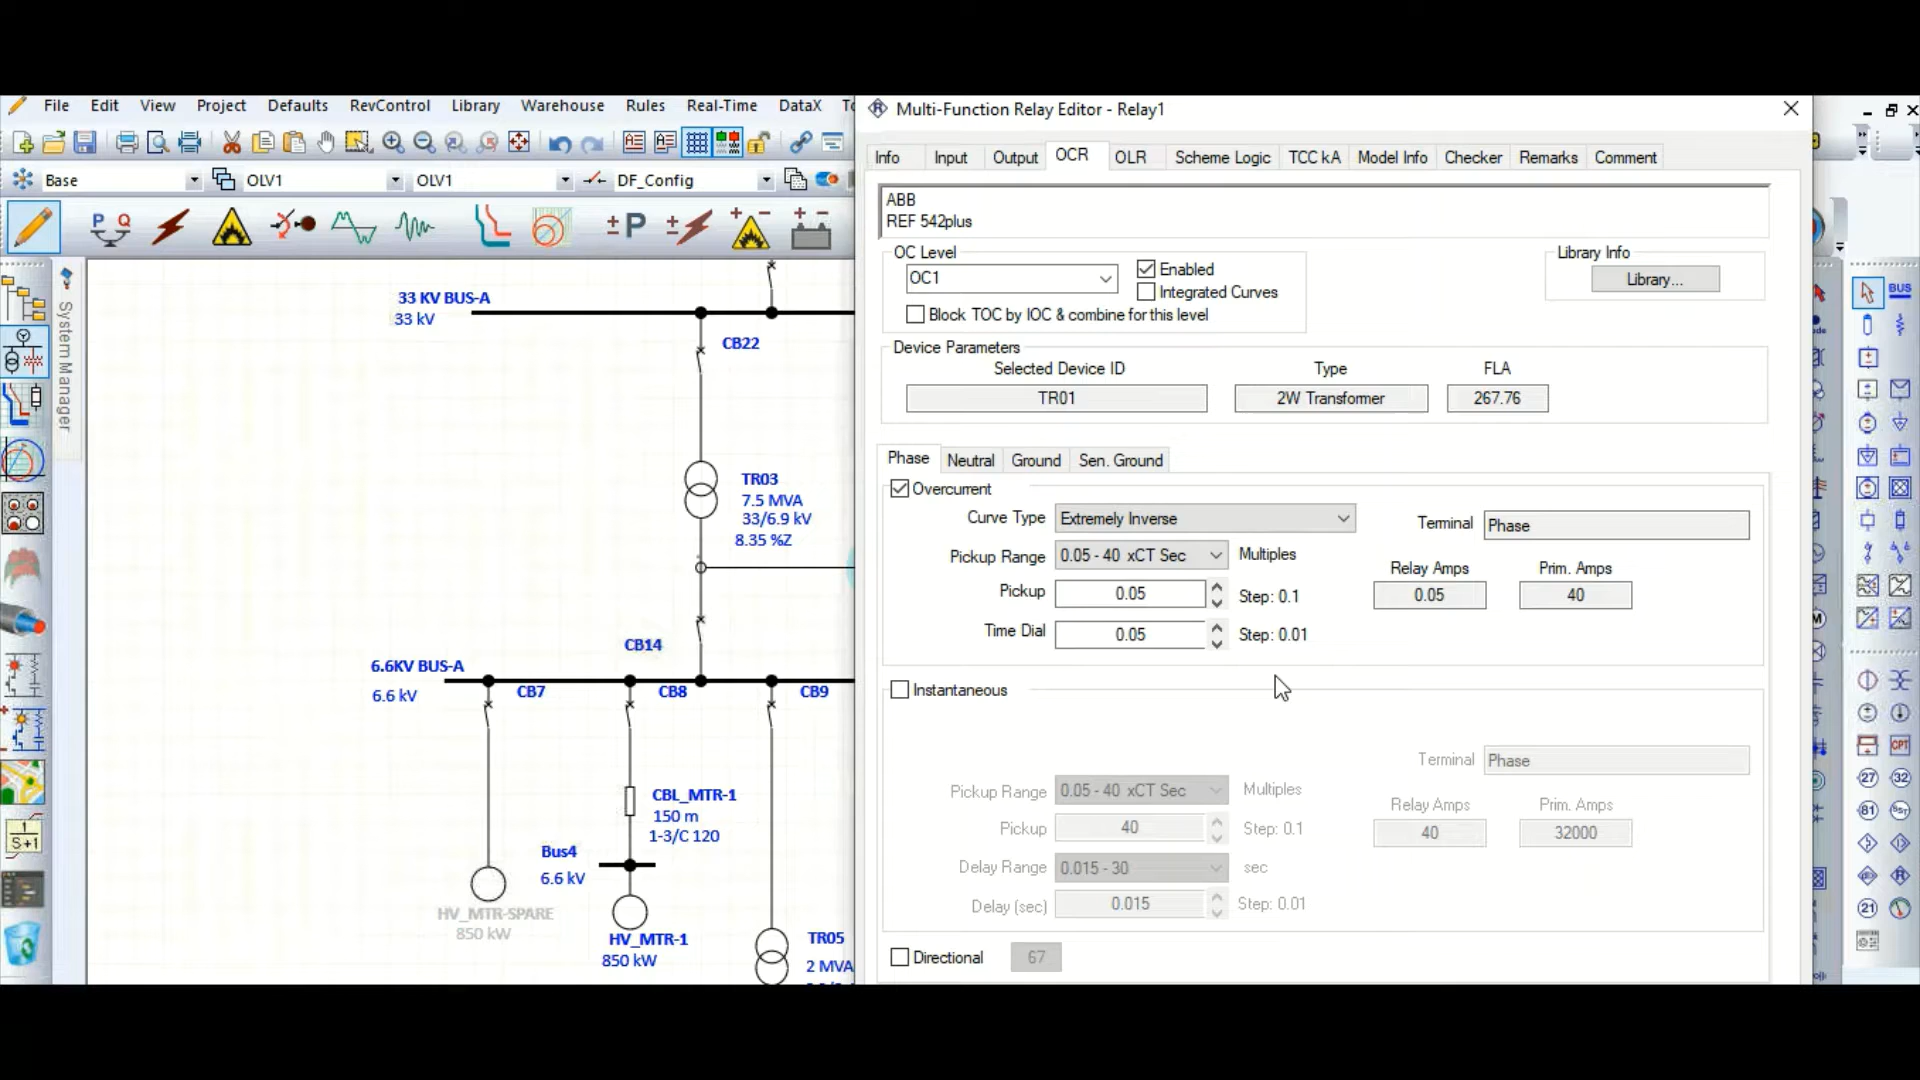 File Edit View Project Defaults RevControl Library Warehouse Rules Real-Time DataX
Base OLV1 OLV1 DF_Config
P Q
± P
System Manager
33 KV BUS-A
33 kV
CB22
TR03
7.5 MVA
33/6.9 kV
8.35 %Z
CB14
6.6KV BUS-A
6.6 kV
CB7 CB8 CB9
CBL_MTR-1
150 m
1-3/C 120
Bus4
6.6 kV
HV_MTR-SPARE
850 kW
HV_MTR-1
850 kW
TR05
2 MVA
1
S+1
Multi-Function Relay Editor - Relay1
Info Input Output OCR OLR Scheme Logic TCC kA Model Info Checker Remarks Comment
ABB
REF 542plus
OC Level
OC1
Enabled
Integrated Curves
Block TOC by IOC & combine for this level
Library Info
Library...
Device Parameters
Selected Device ID Type FLA
TR01 2W Transformer 267.76
Phase Neutral Ground Sen. Ground
Overcurrent
Curve Type Extremely Inverse Terminal Phase
Pickup Range 0.05 - 40 xCT Sec Multiples
Relay Amps Prim. Amps
Pickup 0.05 Step: 0.1 0.05 40
Time Dial 0.05 Step: 0.01
Instantaneous
Terminal Phase
Pickup Range 0.05 - 40 xCT Sec Multiples
Relay Amps Prim. Amps
Pickup 40 Step: 0.1 40 32000
Delay Range 0.015 - 30 sec
Delay (sec) 0.015 Step: 0.01
Directional 67
BUS
CPT
27 32
81
21